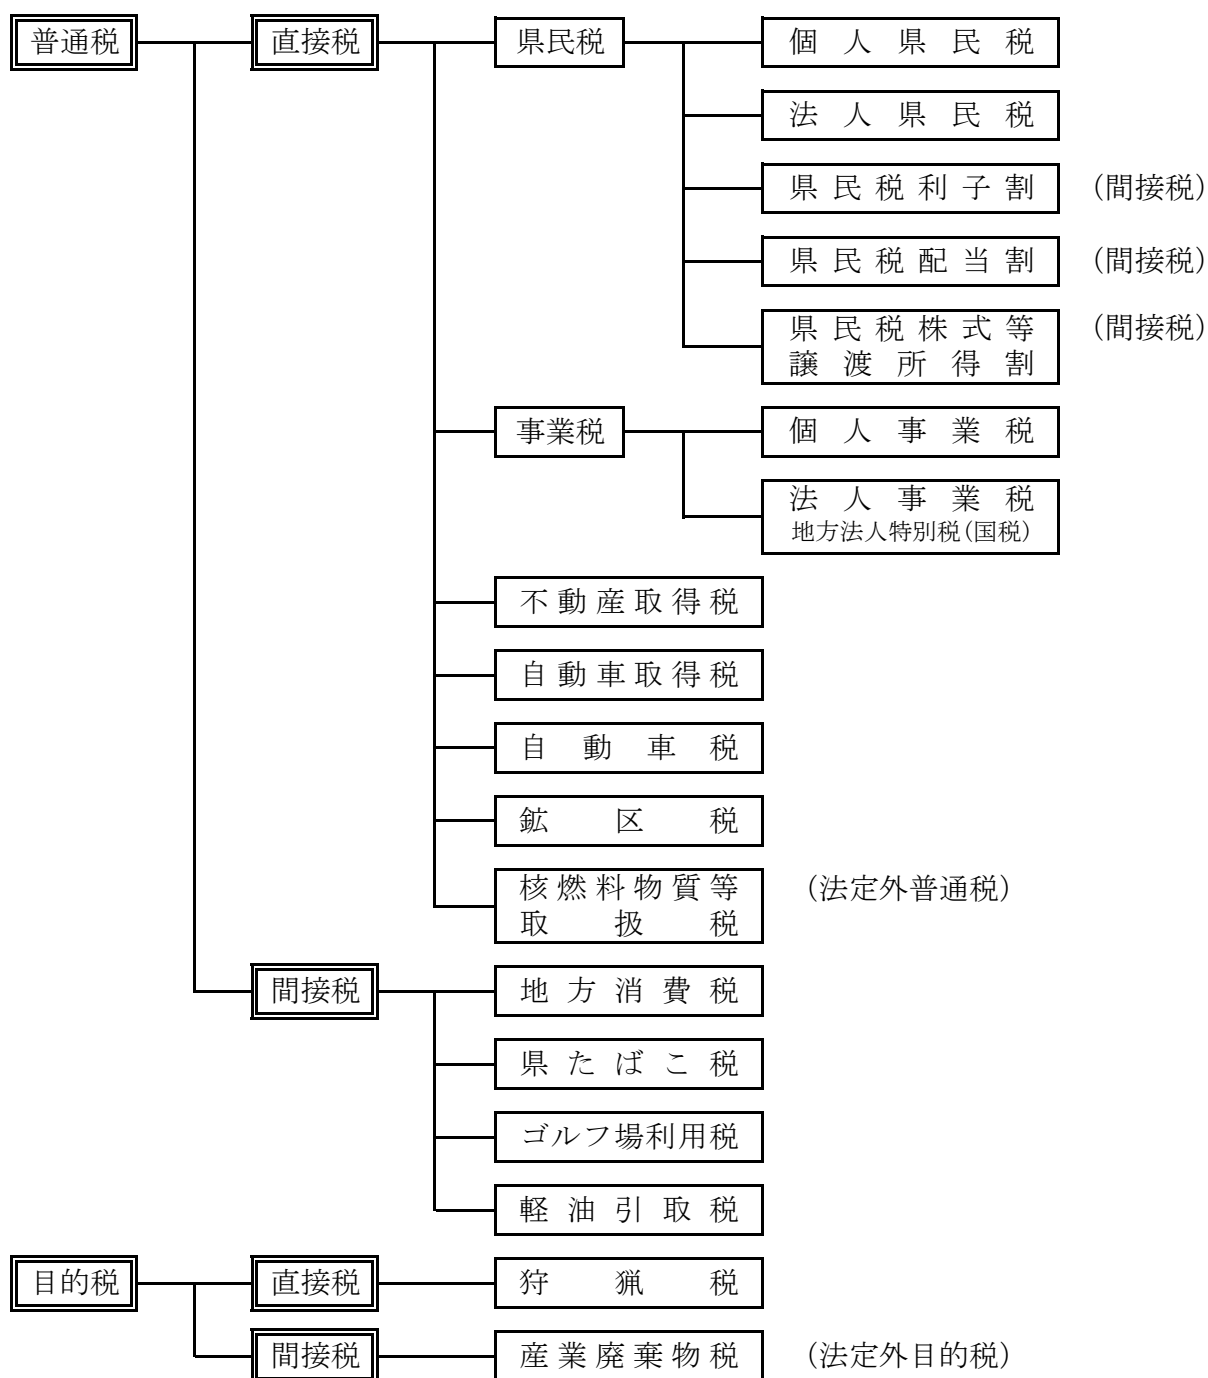 普通税 直接税 県民税 個人県民税
法人県民税
県民税利子割 (間接税)
県民税配当割 (間接税)
県民税株式等 (間接税)
譲渡所得割
事業税 個人事業税
法人事業税
地方法人特別税(国税)
不動産取得税
自動車取得税
自動車税
鉱区税
核燃料物質等 (法定外普通税)
取扱税
間接税 地方消費税
県たばこ税
ゴルフ場利用税
軽油引取税
目的税 直接税 狩猟税
間接税 産業廃棄物税 (法定外目的税)